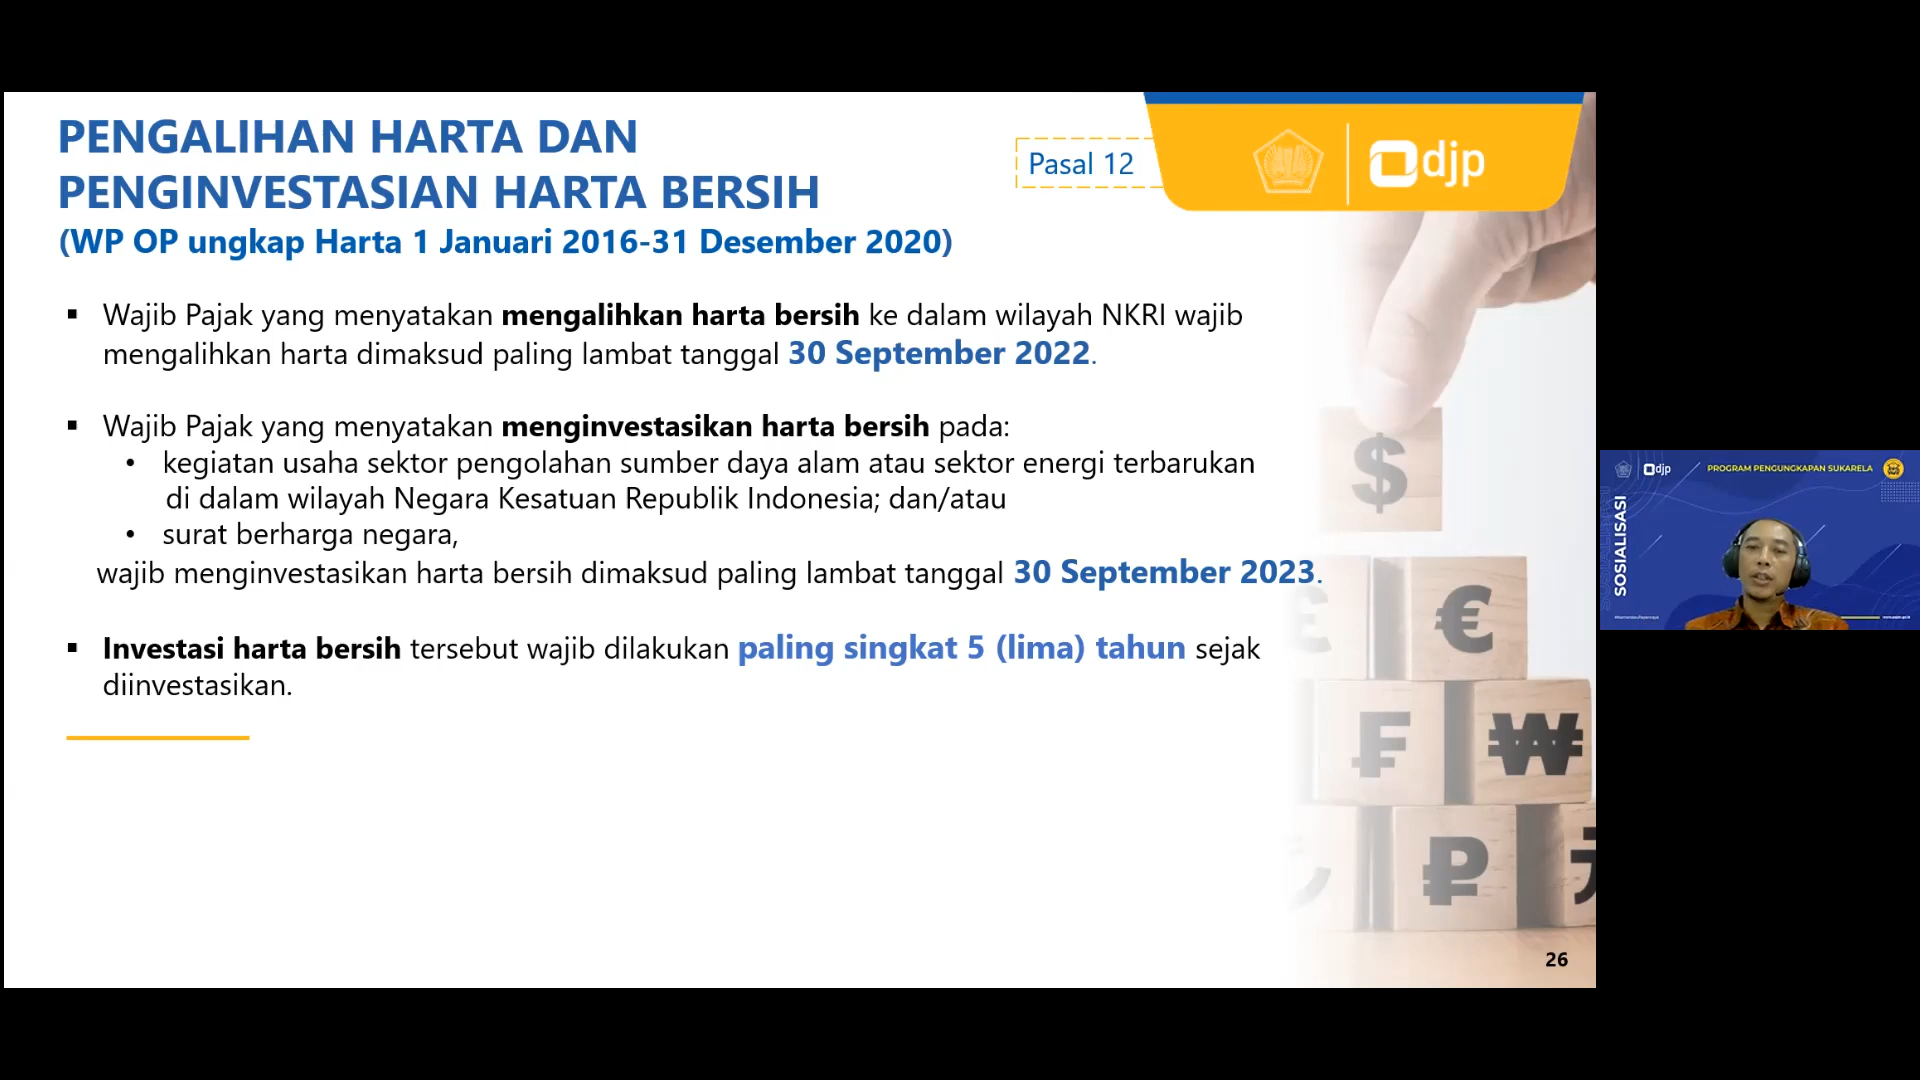 PENGALIHAN HARTA DAN
PENGINVESTASIAN HARTA BERSIH
(WP OP ungkap Harta 1 Januari 2016-31 Desember 2020)
Pasal 12
djp
▪ Wajib Pajak yang menyatakan mengalihkan harta bersih ke dalam wilayah NKRI wajib
mengalihkan harta dimaksud paling lambat tanggal 30 September 2022.
▪ Wajib Pajak yang menyatakan menginvestasikan harta bersih pada:
• kegiatan usaha sektor pengolahan sumber daya alam atau sektor energi terbarukan
di dalam wilayah Negara Kesatuan Republik Indonesia; dan/atau
• surat berharga negara,
wajib menginvestasikan harta bersih dimaksud paling lambat tanggal 30 September 2023.
▪ Investasi harta bersih tersebut wajib dilakukan paling singkat 5 (lima) tahun sejak
diinvestasikan.
$
£ €
₣ ₩
₽
26
djp
PROGRAM PENGUNGKAPAN SUKARELA
SOSIALISASI